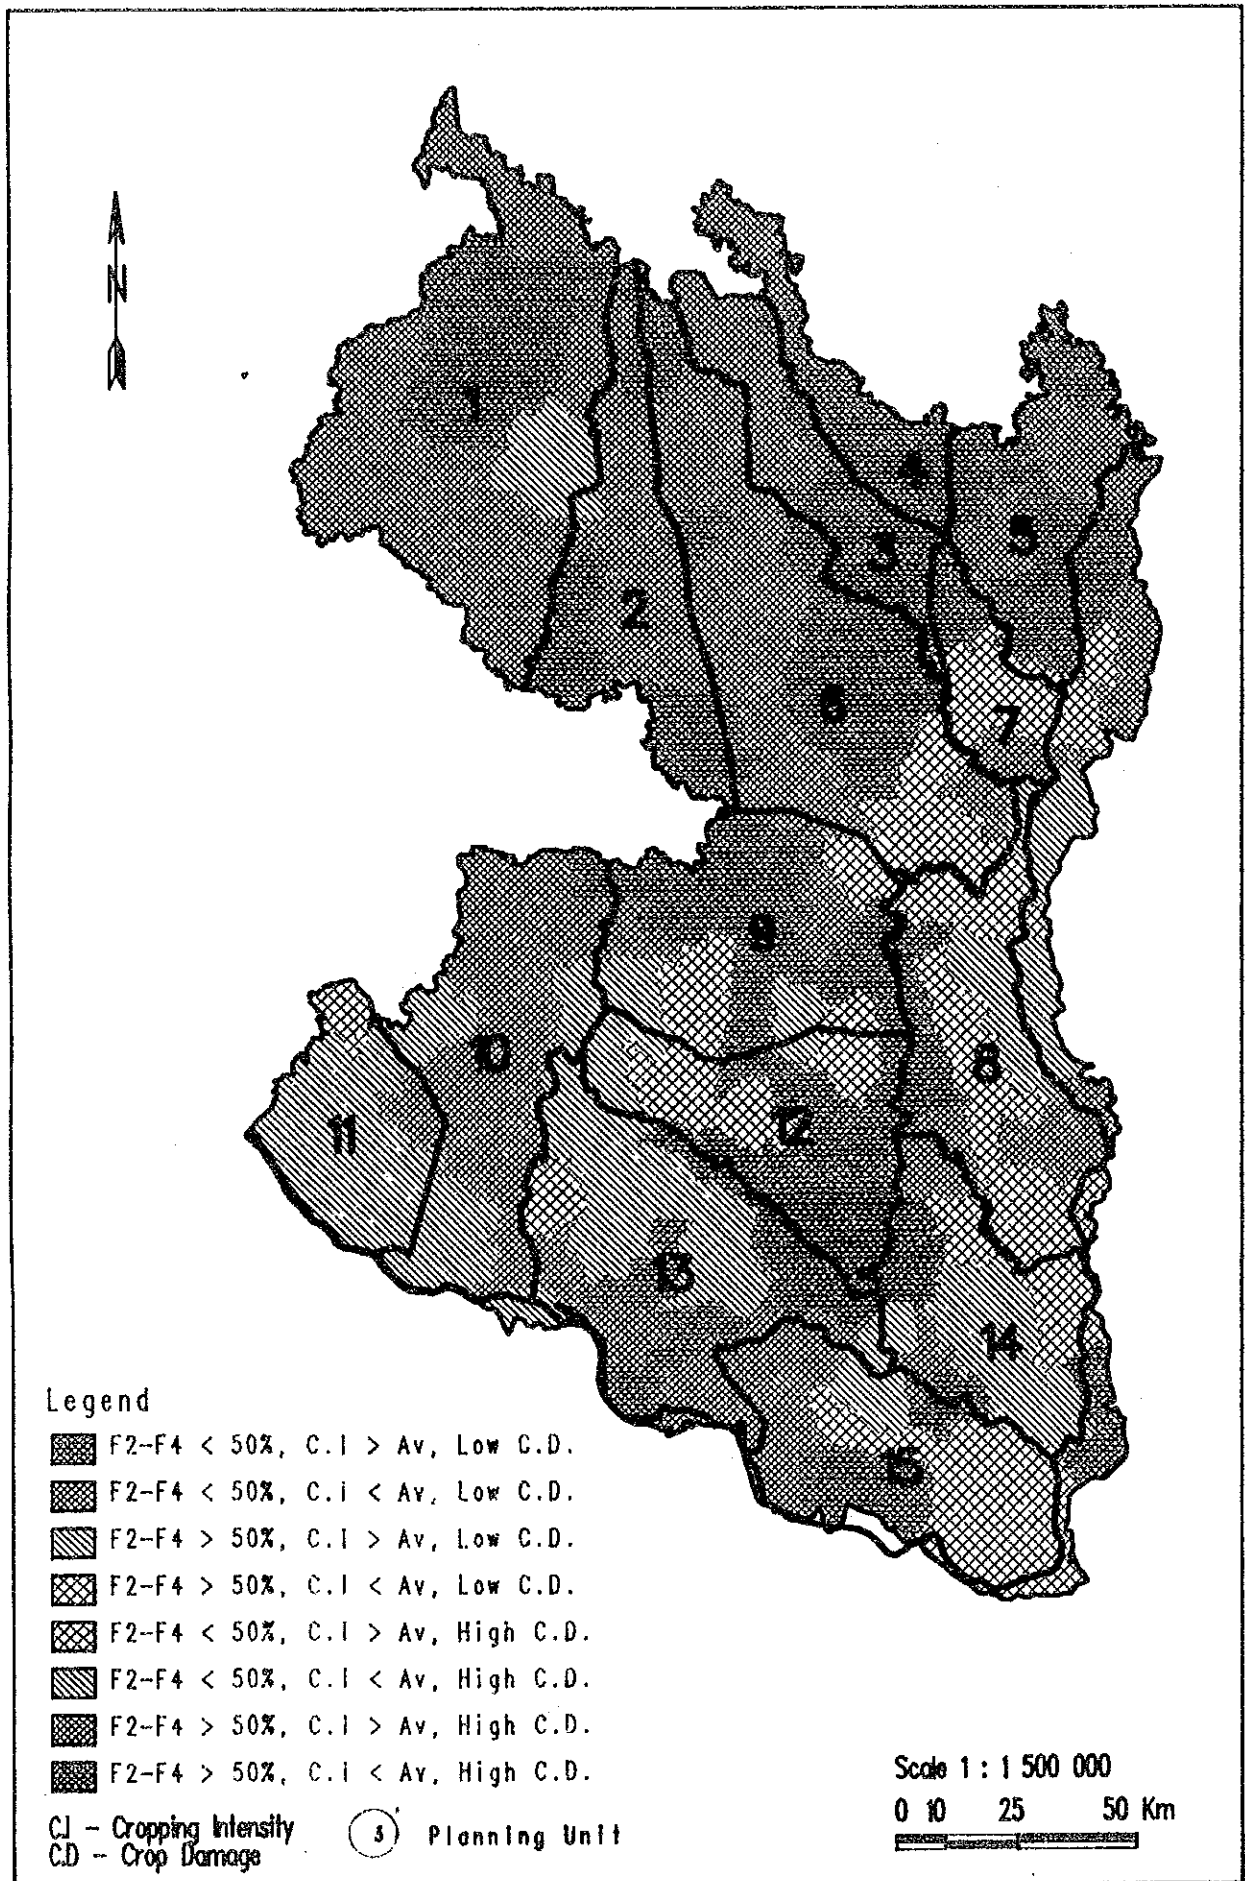 N
1
4
5
3
2
6
7
9
8
10
11
12
13
14
15
Legend
F2-F4 < 50%, C.I > Av, Low C.D.
F2-F4 < 50%, C.i < Av, Low C.D.
F2-F4 > 50%, C.I > Av, Low C.D.
F2-F4 > 50%, C.I < Av, Low C.D.
F2-F4 < 50%, C.I > Av, High C.D.
F2-F4 < 50%, C.I < Av, High C.D.
F2-F4 > 50%, C.I > Av, High C.D.
F2-F4 > 50%, C.i < Av, High C.D.
C.I - Cropping Intensity
C.D - Crop Damage
3 Planning Unit
Scale 1 : 1 500 000
0 10 25 50 Km